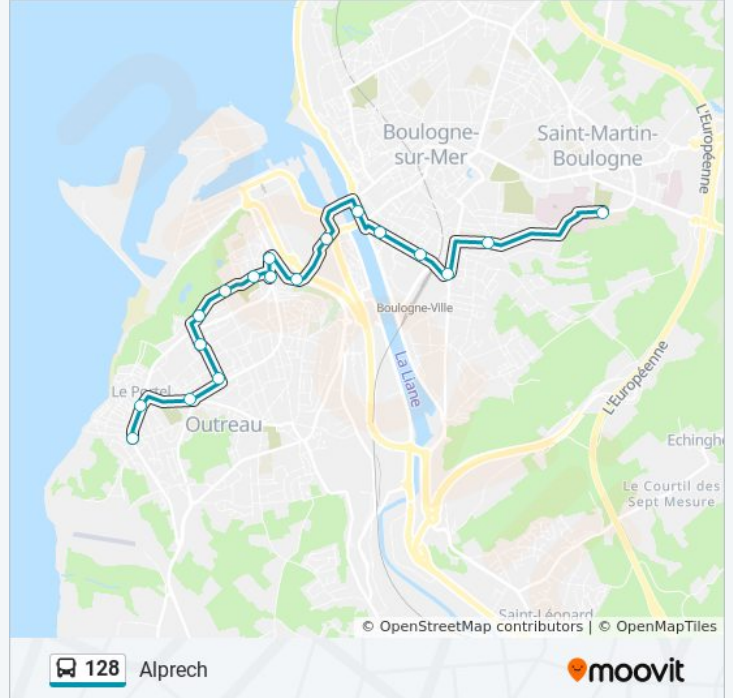 L'Européenne
Boulogne-
sur-Mer
Saint-Martin-
Boulogne
Boulogne-Ville
La Liane
L'Européenne
Le Portel
Outreau
Echingh
Le Courtil des
Sept Mesure
Saint-Léonard
© OpenStreetMap contributors | © OpenMapTiles
128 Alprech
moovit